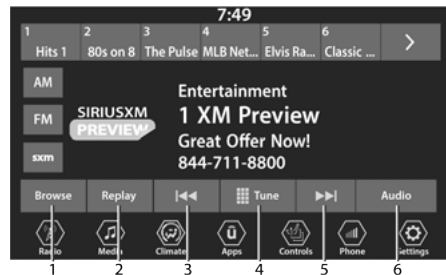 7:49
1 2 3 4 5 6
Hits 1 80s on 8 The Pulse MLB Net... Elvis Ra... Classic ...
AM
FM
sxm
SIRIUSXM
PREVIEW
Entertainment
1 XM Preview
Great Offer Now!
844-711-8800
Browse Replay Tune Audio
Radio Media Climate Apps Controls Phone Settings
1 2 3 4 5 6